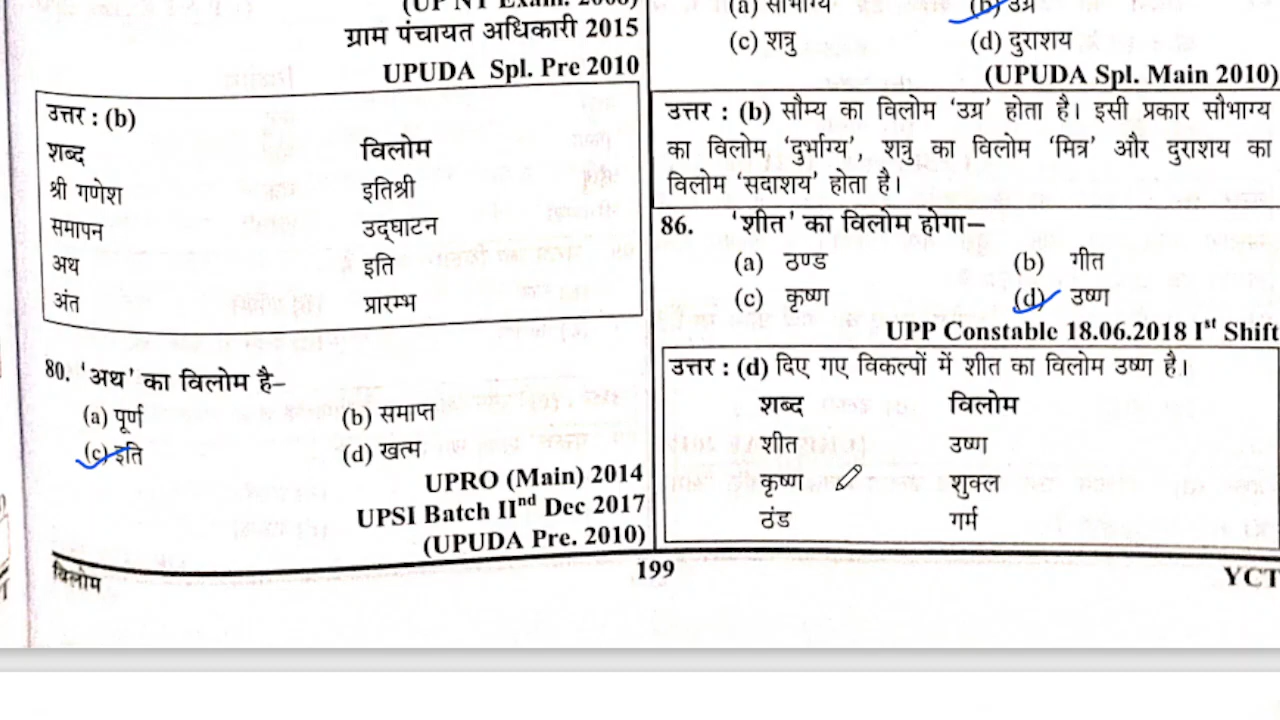 (UP NT Exam. 2006)
ग्राम पंचायत अधिकारी 2015
UPUDA Spl. Pre 2010
उत्तर : (b)
शब्द विलोम
श्री गणेश इतिश्री
समापन उद्घाटन
अथ इति
अंत प्रारम्भ
80. 'अथ' का विलोम है–
(a) पूर्ण (b) समाप्त
(c) इति (d) खत्म
UPRO (Main) 2014
UPSI Batch IInd Dec 2017
(UPUDA Pre. 2010)
(a) सौभाग्य (b) उग्र
(c) शत्रु (d) दुराशय
(UPUDA Spl. Main 2010)
उत्तर : (b) सौम्य का विलोम 'उग्र' होता है। इसी प्रकार सौभाग्य
का विलोम 'दुर्भाग्य', शत्रु का विलोम 'मित्र' और दुराशय का
विलोम 'सदाशय' होता है।
86. 'शीत' का विलोम होगा–
(a) ठण्ड (b) गीत
(c) कृष्ण (d) उष्ण
UPP Constable 18.06.2018 Ist Shift
उत्तर : (d) दिए गए विकल्पों में शीत का विलोम उष्ण है।
शब्द विलोम
शीत उष्ण
कृष्ण शुक्ल
ठंड गर्म
विलोम 199 YCT